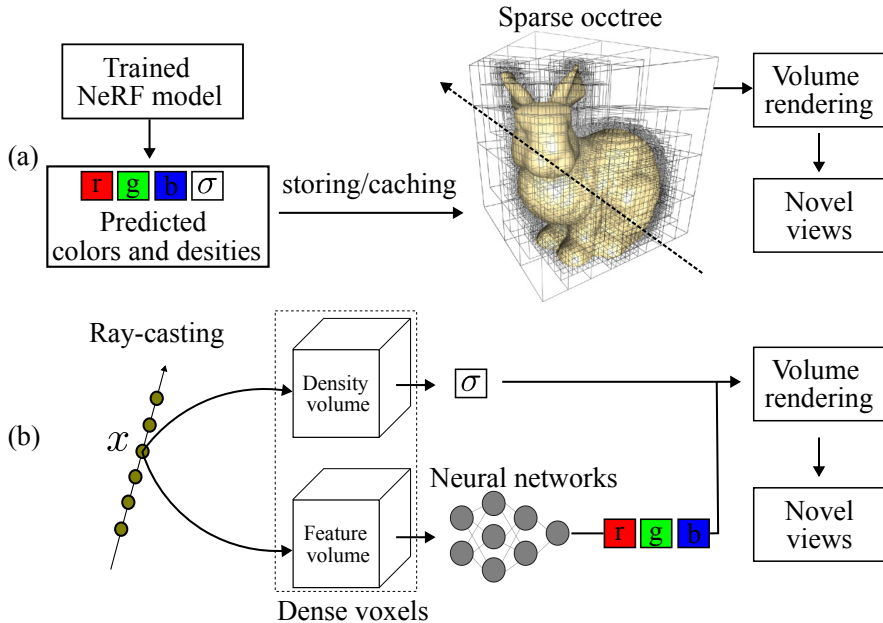 Sparse occtree
Trained
NeRF model
Volume
rendering
(a)
r g b σ
Predicted
colors and desities
storing/caching
Novel
views
Ray-casting
Density
volume
σ
Volume
rendering
(b)
x
Neural networks
Feature
volume
r g b
Novel
views
Dense voxels